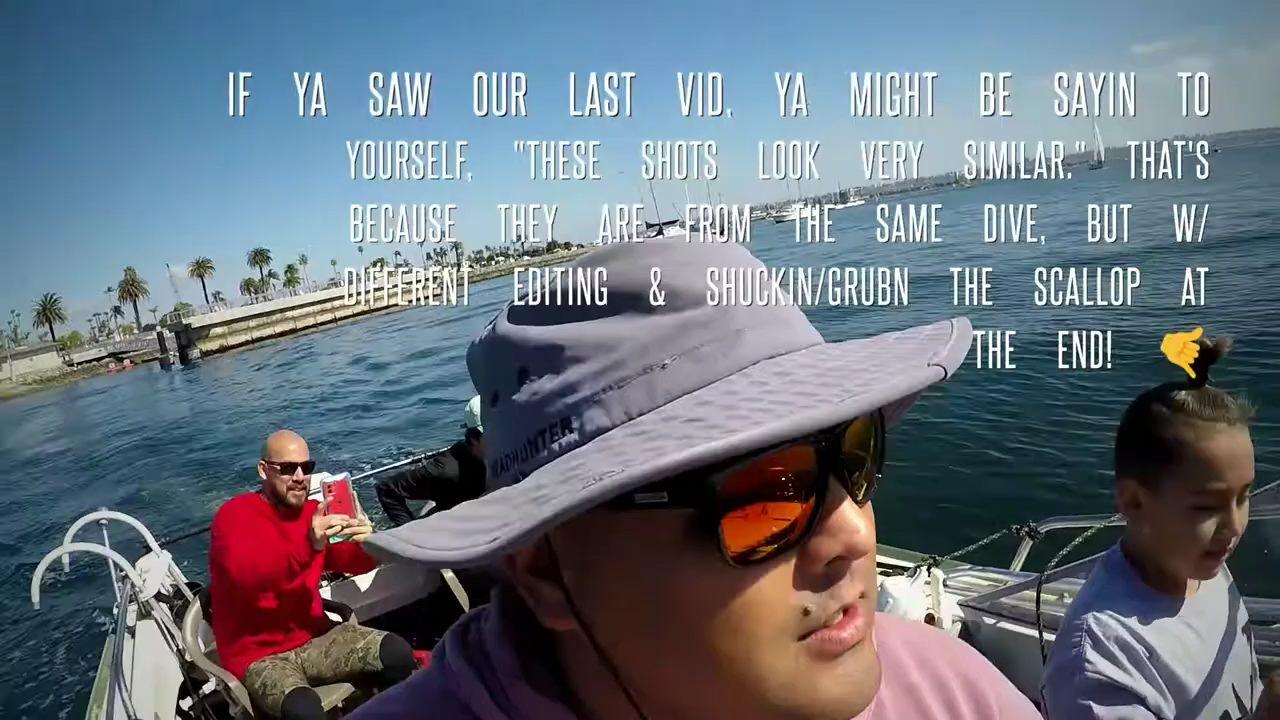 IF YA SAW OUR LAST VID, YA MIGHT BE SAYIN TO
YOURSELF, "THESE SHOTS LOOK VERY SIMILAR." THAT'S
BECAUSE THEY ARE FROM THE SAME DIVE, BUT W/
DIFFERENT EDITING & SHUCKIN/GRUBN THE SCALLOP AT
THE END! 🤙
HEADHUNTER